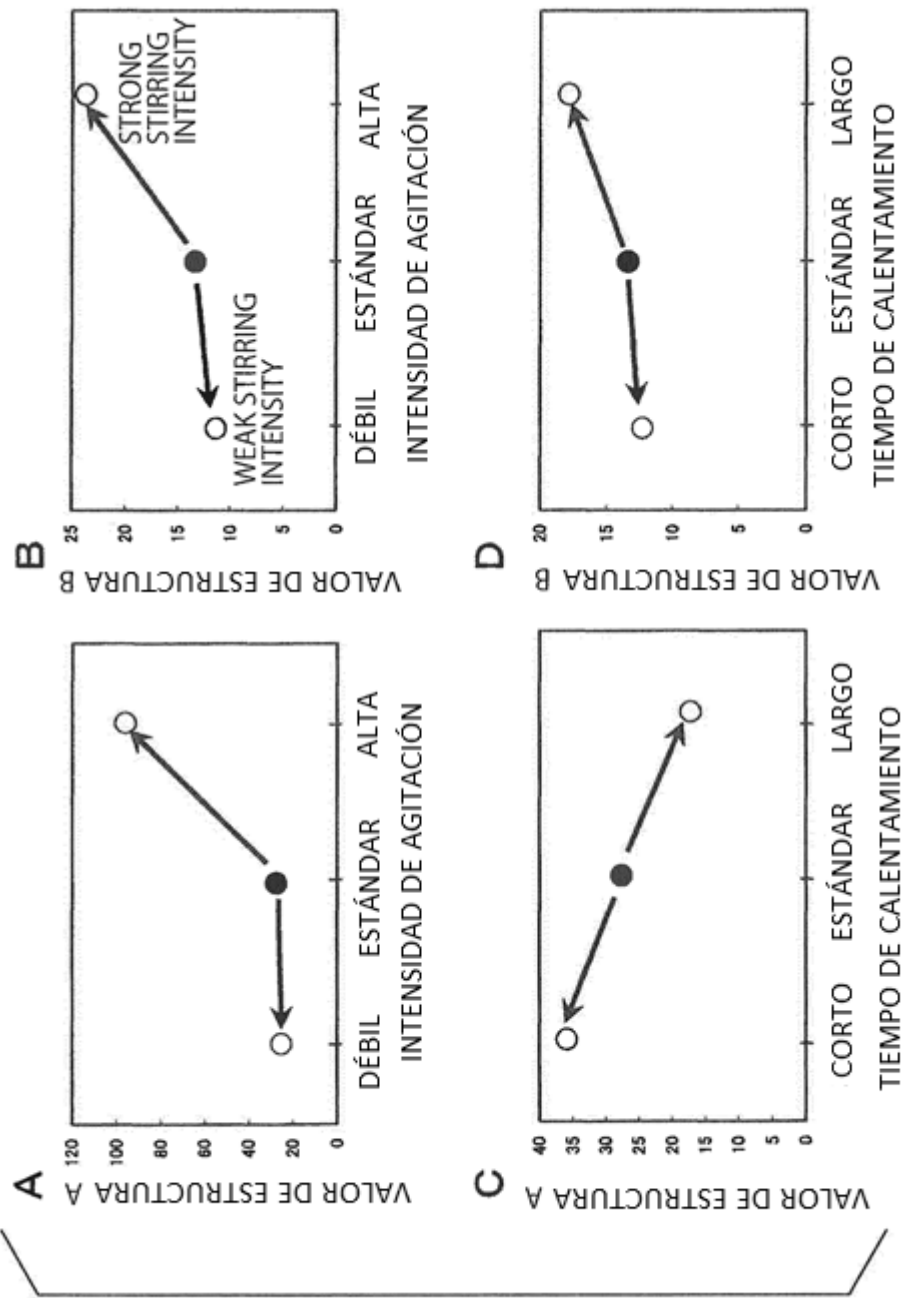 A
VALOR DE ESTRUCTURA A
120
100
80
60
40
20
0
DÉBIL ESTÁNDAR ALTA
INTENSIDAD DE AGITACIÓN
B
VALOR DE ESTRUCTURA B
25
20
15
10
5
0
STRONG
STIRRING
INTENSITY
WEAK STIRRING
INTENSITY
DÉBIL ESTÁNDAR ALTA
INTENSIDAD DE AGITACIÓN
C
VALOR DE ESTRUCTURA A
40
35
30
25
20
15
10
5
0
CORTO ESTÁNDAR LARGO
TIEMPO DE CALENTAMIENTO
D
VALOR DE ESTRUCTURA B
20
15
10
5
0
CORTO ESTÁNDAR LARGO
TIEMPO DE CALENTAMIENTO